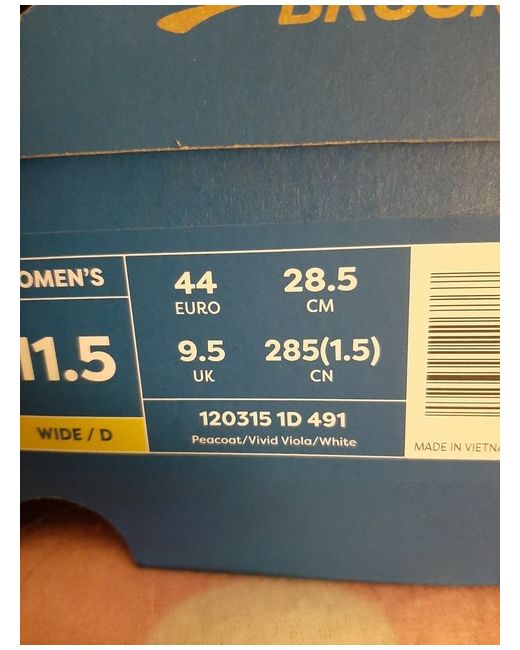 BROOK
OMEN'S
11.5
WIDE / D
44
EURO
28.5
CM
9.5
UK
285(1.5)
CN
120315 1D 491
Peacoat/Vivid Viola/White
MADE IN VIETNA